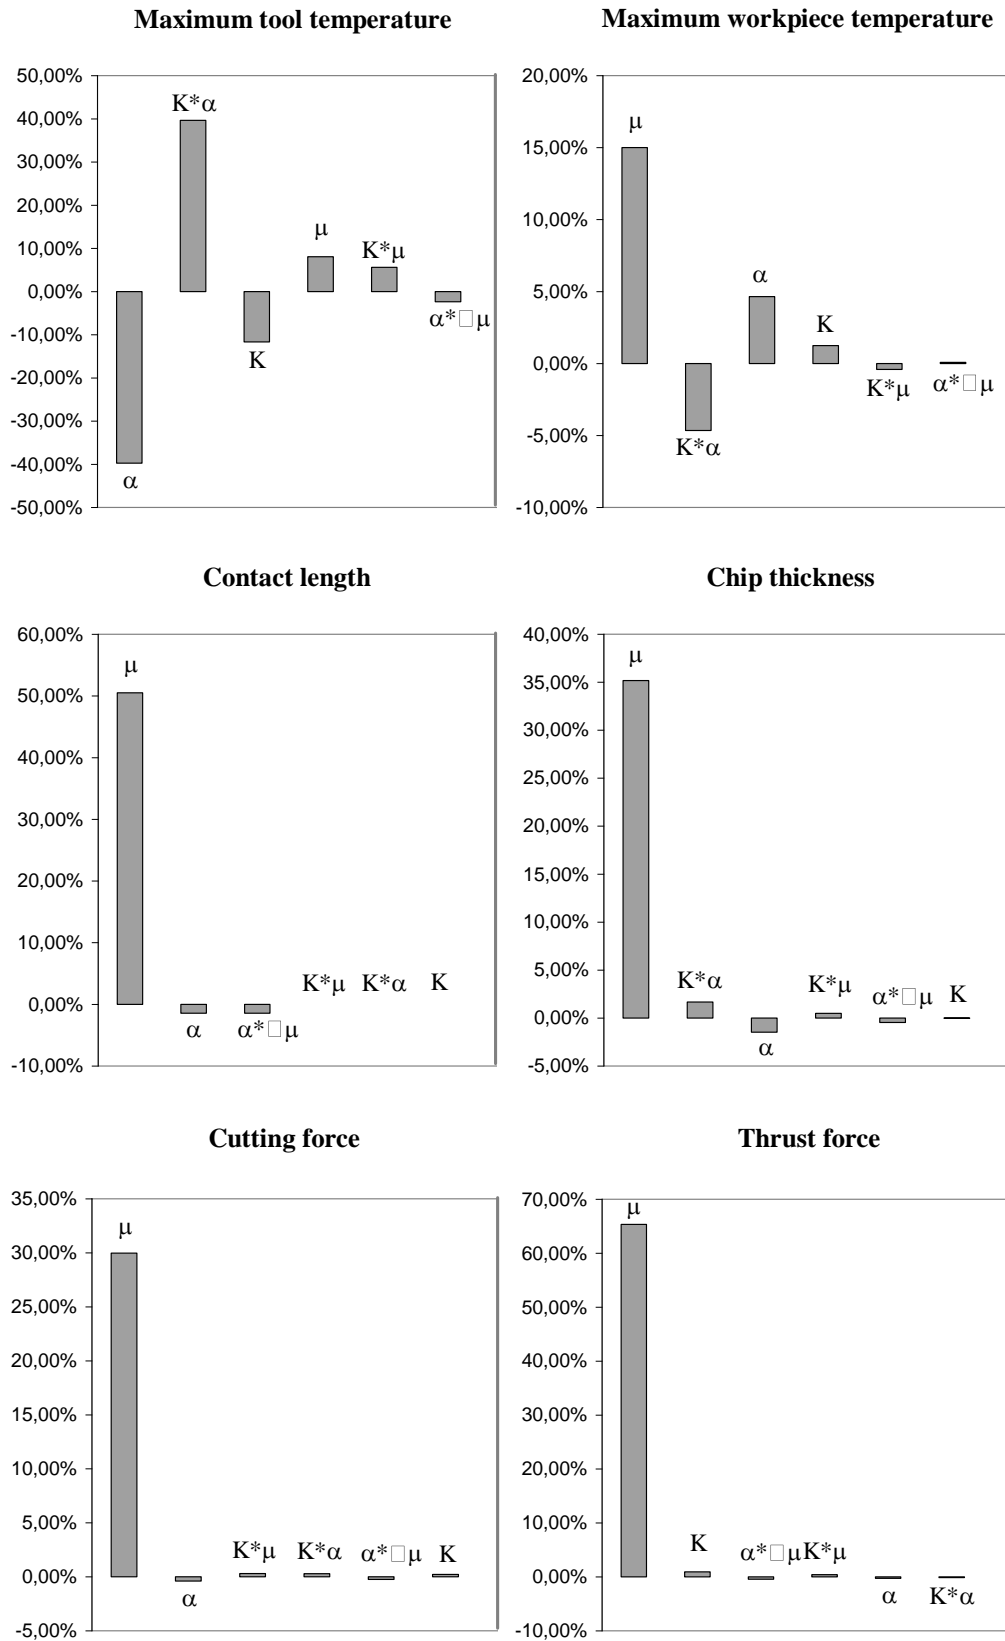 Maximum tool temperature
50,00%
40,00%
30,00%
20,00%
10,00%
0,00%
-10,00%
-20,00%
-30,00%
-40,00%
-50,00%
α
K*α
K
μ
K*μ
α*□μ
Maximum workpiece temperature
20,00%
15,00%
10,00%
5,00%
0,00%
-5,00%
-10,00%
μ
K*α
α
K
K*μ
α*□μ
Contact length
60,00%
50,00%
40,00%
30,00%
20,00%
10,00%
0,00%
-10,00%
μ
α
α*□μ
K*μ
K*α
K
Chip thickness
40,00%
35,00%
30,00%
25,00%
20,00%
15,00%
10,00%
5,00%
0,00%
-5,00%
μ
K*α
α
K*μ
α*□μ
K
Cutting force
35,00%
30,00%
25,00%
20,00%
15,00%
10,00%
5,00%
0,00%
-5,00%
μ
α
K*μ
K*α
α*□μ
K
Thrust force
70,00%
60,00%
50,00%
40,00%
30,00%
20,00%
10,00%
0,00%
-10,00%
μ
K
α*□μ
K*μ
α
K*α